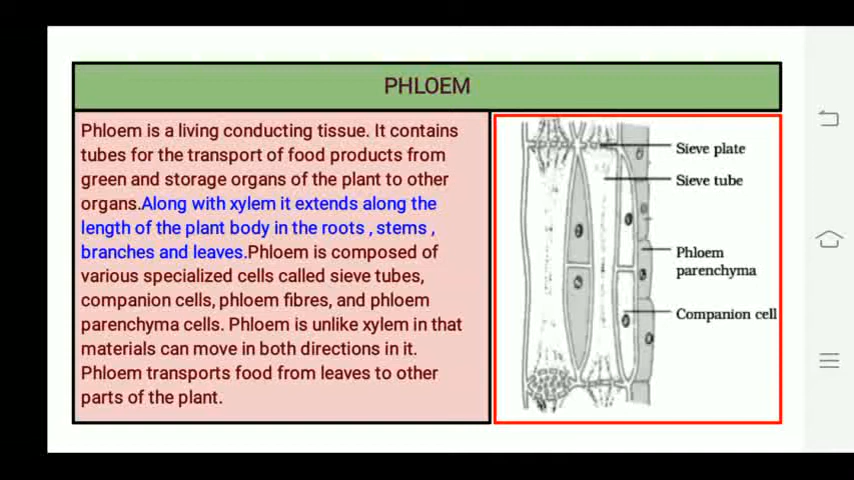 PHLOEM
Phloem is a living conducting tissue. It contains
tubes for the transport of food products from
green and storage organs of the plant to other
organs.Along with xylem it extends along the
length of the plant body in the roots , stems ,
branches and leaves.Phloem is composed of
various specialized cells called sieve tubes,
companion cells, phloem fibres, and phloem
parenchyma cells. Phloem is unlike xylem in that
materials can move in both directions in it.
Phloem transports food from leaves to other
parts of the plant.
Sieve plate
Sieve tube
Phloem
parenchyma
Companion cell